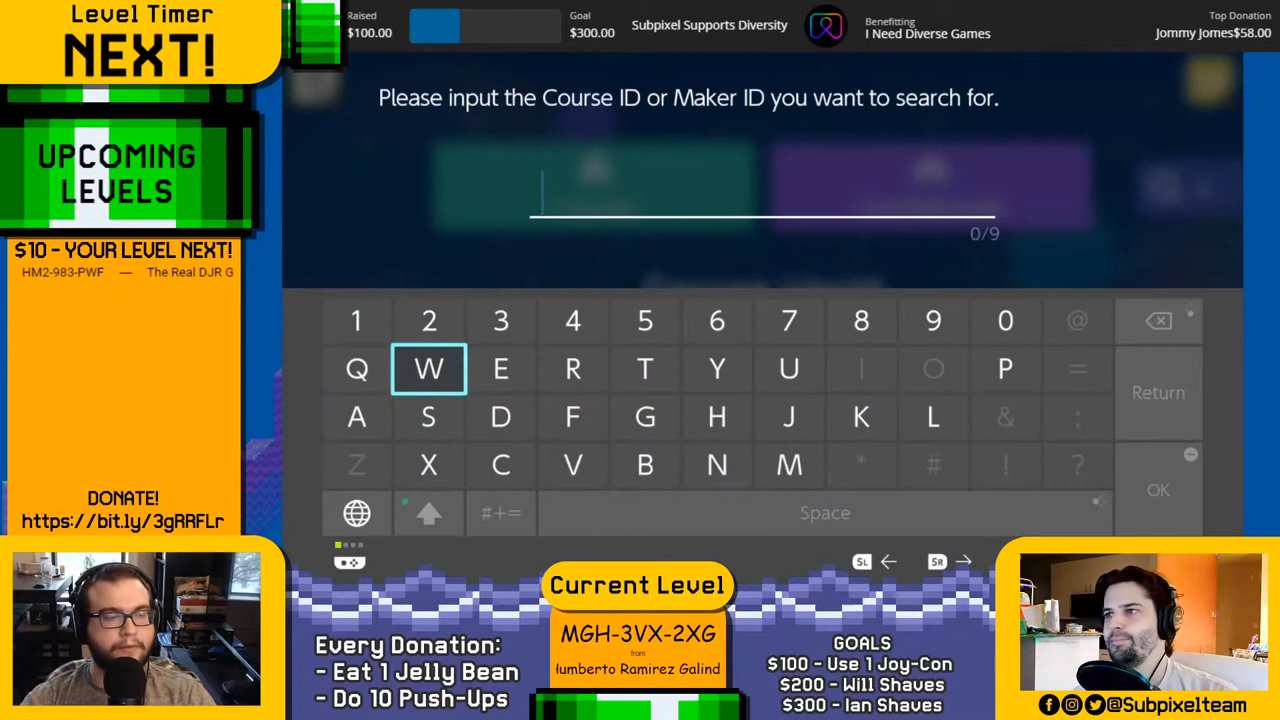 Level Timer
NEXT!
UPCOMING
LEVELS
$10 - YOUR LEVEL NEXT!
HM2-983-PWF — The Real DJR G
DONATE!
https://bit.ly/3gRRFLr
Raised
$100.00
Goal
$300.00
Subpixel Supports Diversity
Benefitting
I Need Diverse Games
Top Donation
Jommy Jomes$58.00
Please input the Course ID or Maker ID you want to search for.
0/9
1 2 3 4 5 6 7 8 9 0 @
Q W E R T Y U I O P =
Return
A S D F G H J K L & ;
Z X C V B N M * # ! ?
OK
#+= Space
SL ← SR →
Every Donation:
- Eat 1 Jelly Bean
- Do 10 Push-Ups
Current Level
MGH-3VX-2XG
from
Humberto Ramirez Galind
GOALS
$100 - Use 1 Joy-Con
$200 - Will Shaves
$300 - Ian Shaves
@Subpixelteam